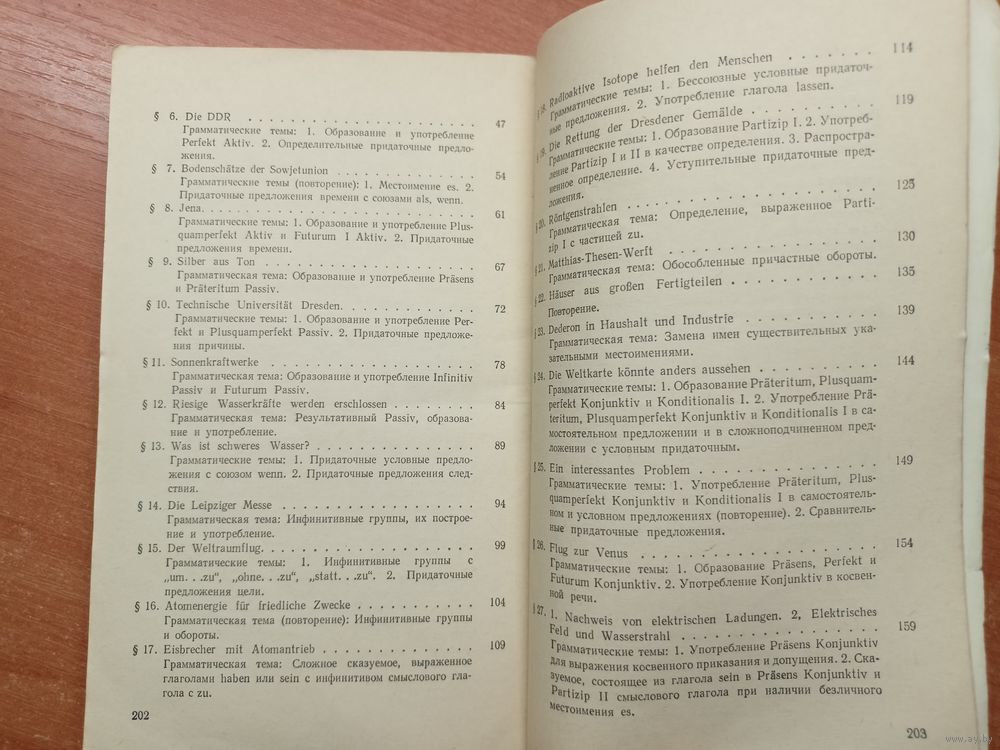 § 6. Die DDR . . . . . . . . . . . . . . . . . . . . 47
Грамматические темы: 1. Образование и употребление
Perfekt Aktiv. 2. Определительные придаточные предло-
жения.
§ 7. Bodenschätze der Sowjetunion . . . . . . . . . . . . 54
Грамматические темы (повторение): 1. Местоимение es. 2.
Придаточные предложения времени с союзами als, wenn.
§ 8. Jena. . . . . . . . . . . . . . . . . . . . . . 61
Грамматические темы: 1. Образование и употребление Plus-
quamperfekt Aktiv и Futurum I Aktiv. 2. Придаточные
предложения времени.
§ 9. Silber aus Ton . . . . . . . . . . . . . . . . . 67
Грамматическая тема: Образование и употребление Präsens
и Präteritum Passiv.
§ 10. Technische Universität Dresden. . . . . . . . . . . 72
Грамматические темы: 1. Образование и употребление Per-
fekt и Plusquamperfekt Passiv. 2. Придаточные предложе-
ния причины.
§ 11. Sonnenkraftwerke . . . . . . . . . . . . . . . . 78
Грамматическая тема: Образование и употребление Infinitiv
Passiv и Futurum Passiv.
§ 12. Riesige Wasserkräfte werden erschlossen . . . . . . . . 84
Грамматическая тема: Результативный Passiv, образова-
ние и употребление.
§ 13. Was ist schweres Wasser? . . . . . . . . . . . . . 89
Грамматические темы: 1. Придаточные условные предло-
жения с союзом wenn. 2. Придаточные предложения след-
ствия.
§ 14. Die Leipziger Messe . . . . . . . . . . . . . . . 94
Грамматическая тема: Инфинитивные группы, их построе-
ние и употребление.
§ 15. Der Weltraumflug. . . . . . . . . . . . . . . . . 99
Грамматические темы: 1. Инфинитивные группы с
„um. . .zu“, „ohne. . .zu“, „statt. . .zu“. 2. Придаточные
предложения цели.
§ 16. Atomenergie für friedliche Zwecke . . . . . . . . . . 104
Грамматическая тема (повторение): Инфинитивные группы
и обороты.
§ 17. Eisbrecher mit Atomantrieb . . . . . . . . . . . . 109
Грамматическая тема: Сложное сказуемое, выраженное
глаголами haben или sein с инфинитивом смыслового гла-
гола с zu.
202
§ 18. Radioaktive Isotope helfen den Menschen . . . . . . . 114
Грамматические темы: 1. Бессоюзные условные придаточ-
ные предложения. 2. Употребление глагола lassen.
§ 19. Die Rettung der Dresdener Gemälde . . . . . . . . . 119
Грамматические темы: 1. Образование Partizip I. 2. Употреб-
ление Partizip I и II в качестве определения. 3. Распростра-
ненное определение. 4. Уступительные придаточные пред-
ложения.
§ 20. Röntgenstrahlen . . . . . . . . . . . . . . . . 125
Грамматическая тема: Определение, выраженное Parti-
zip I с частицей zu.
§ 21. Matthias-Thesen-Werft . . . . . . . . . . . . . . 130
Грамматическая тема: Обособленные причастные обороты.
§ 22. Häuser aus großen Fertigteilen . . . . . . . . . . . 135
Повторение.
§ 23. Dederon in Haushalt und Industrie . . . . . . . . . . 139
Грамматическая тема: Замена имен существительных ука-
зательными местоимениями.
§ 24. Die Weltkarte könnte anders aussehen . . . . . . . . . 144
Грамматические темы: 1. Образование Präteritum, Plusquam-
perfekt Konjunktiv и Konditionalis I. 2. Употребление Prä-
teritum, Plusquamperfekt Konjunktiv и Konditionalis I в са-
мостоятельном предложении и в сложноподчиненном пред-
ложении с условным придаточным.
§ 25. Ein interessantes Problem . . . . . . . . . . . . . 149
Грамматические темы: 1. Употребление Präteritum, Plus-
quamperfekt Konjunktiv и Konditionalis I в самостоятель-
ном и условном предложениях (повторение). 2. Сравнитель-
ные придаточные предложения.
§ 26. Flug zur Venus . . . . . . . . . . . . . . . . . 154
Грамматические темы: 1. Образование Präsens, Perfekt и
Futurum Konjunktiv. 2. Употребление Konjunktiv в косвен-
ной речи.
§ 27. 1. Nachweis von elektrischen Ladungen. 2, Elektrisches
Feld und Wasserstrahl . . . . . . . . . . . . . . 159
Грамматические темы: 1. Употребление Präsens Konjunktiv
для выражения косвенного приказания и допущения. 2. Ска-
зуемое, состоящее из глагола sein в Präsens Konjunktiv и
Partizip II смыслового глагола при наличии безличного
местоимения es.
203
www.ay.by